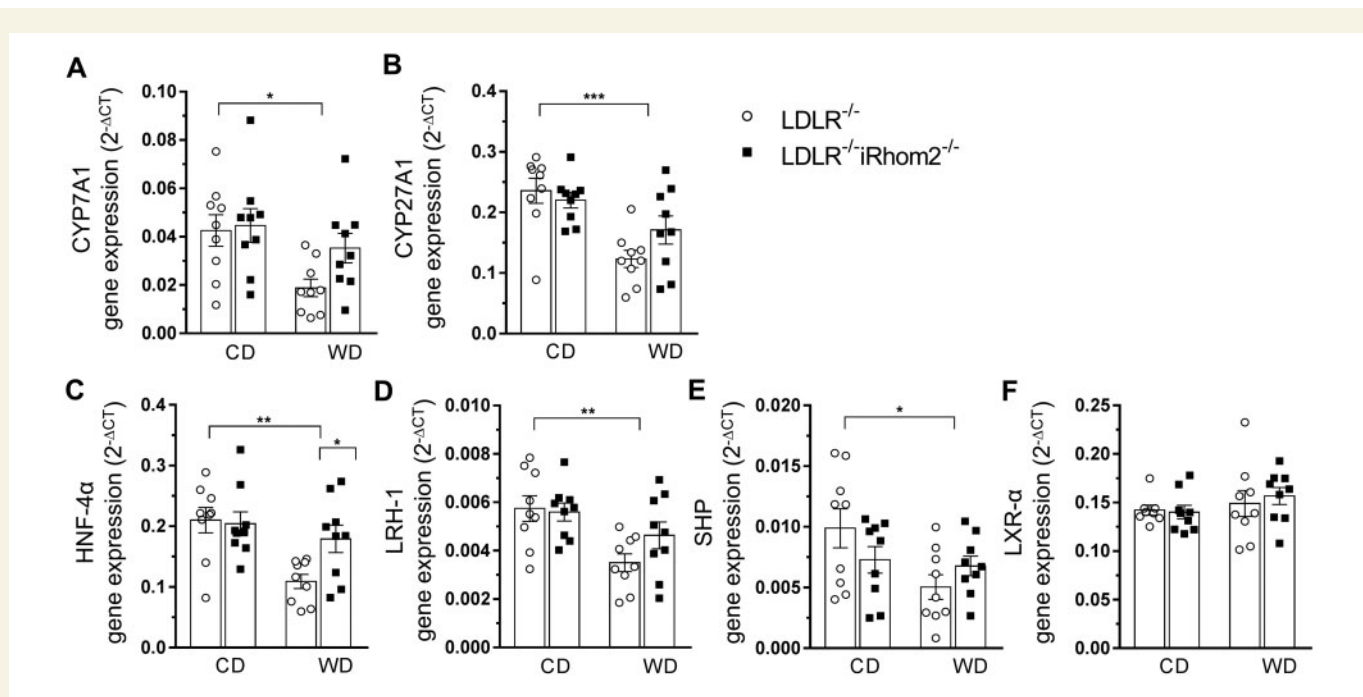 A
CYP7A1
gene expression (2-ΔCT)
0.10
0.08
0.06
0.04
0.02
0.00
*
CD
WD
B
CYP27A1
gene expression (2-ΔCT)
0.4
0.3
0.2
0.1
0.0
***
CD
WD
LDLR-/-
LDLR-/-iRhom2-/-
C
HNF-4α
gene expression (2-ΔCT)
0.4
0.3
0.2
0.1
0.0
**
*
CD
WD
D
LRH-1
gene expression (2-ΔCT)
0.010
0.008
0.006
0.004
0.002
0.000
**
CD
WD
E
SHP
gene expression (2-ΔCT)
0.020
0.015
0.010
0.005
0.000
*
CD
WD
F
LXR-α
gene expression (2-ΔCT)
0.25
0.20
0.15
0.10
0.05
0.00
CD
WD